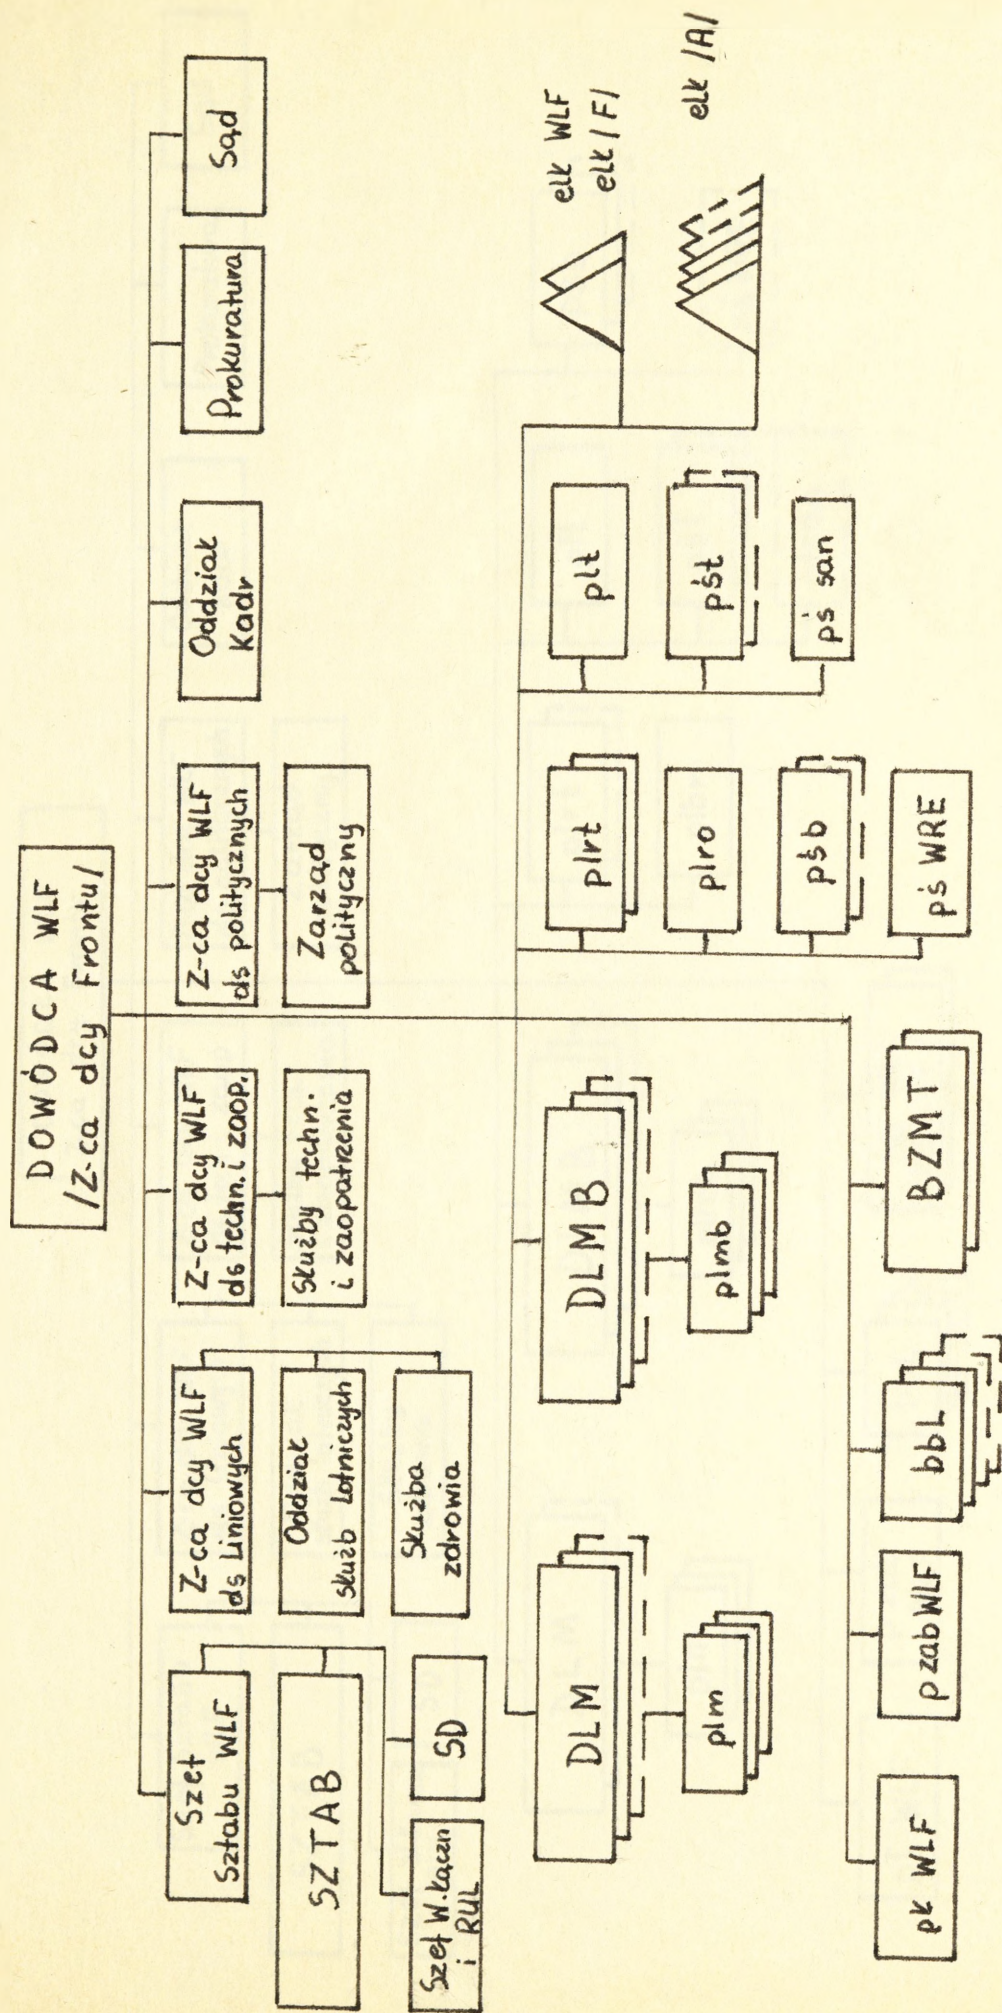 DOWÓDCA WLF
/Z-ca dcy Frontu/
Szef
Sztabu WLF
SZTAB
Szef W.Łączn
i RUL
SD
Z-ca dcy WLF
ds Liniowych
Oddział
służb Lotniczych
Służba
zdrowia
Z-ca dcy WLF
ds techn. i zaop.
Służby techn.
i zaopatrzenia
Z-ca dcy WLF
ds politycznych
Zarząd
polityczny
Oddział
Kadr
Prokuratura
Sąd
DLM
plm
DLMB
plmb
plrt
plro
pśb
pś WRE
plt
pśt
pś san
elk WLF
elk /F/
elk /A/
pk WLF
pzabWLF
bbL
BZMT